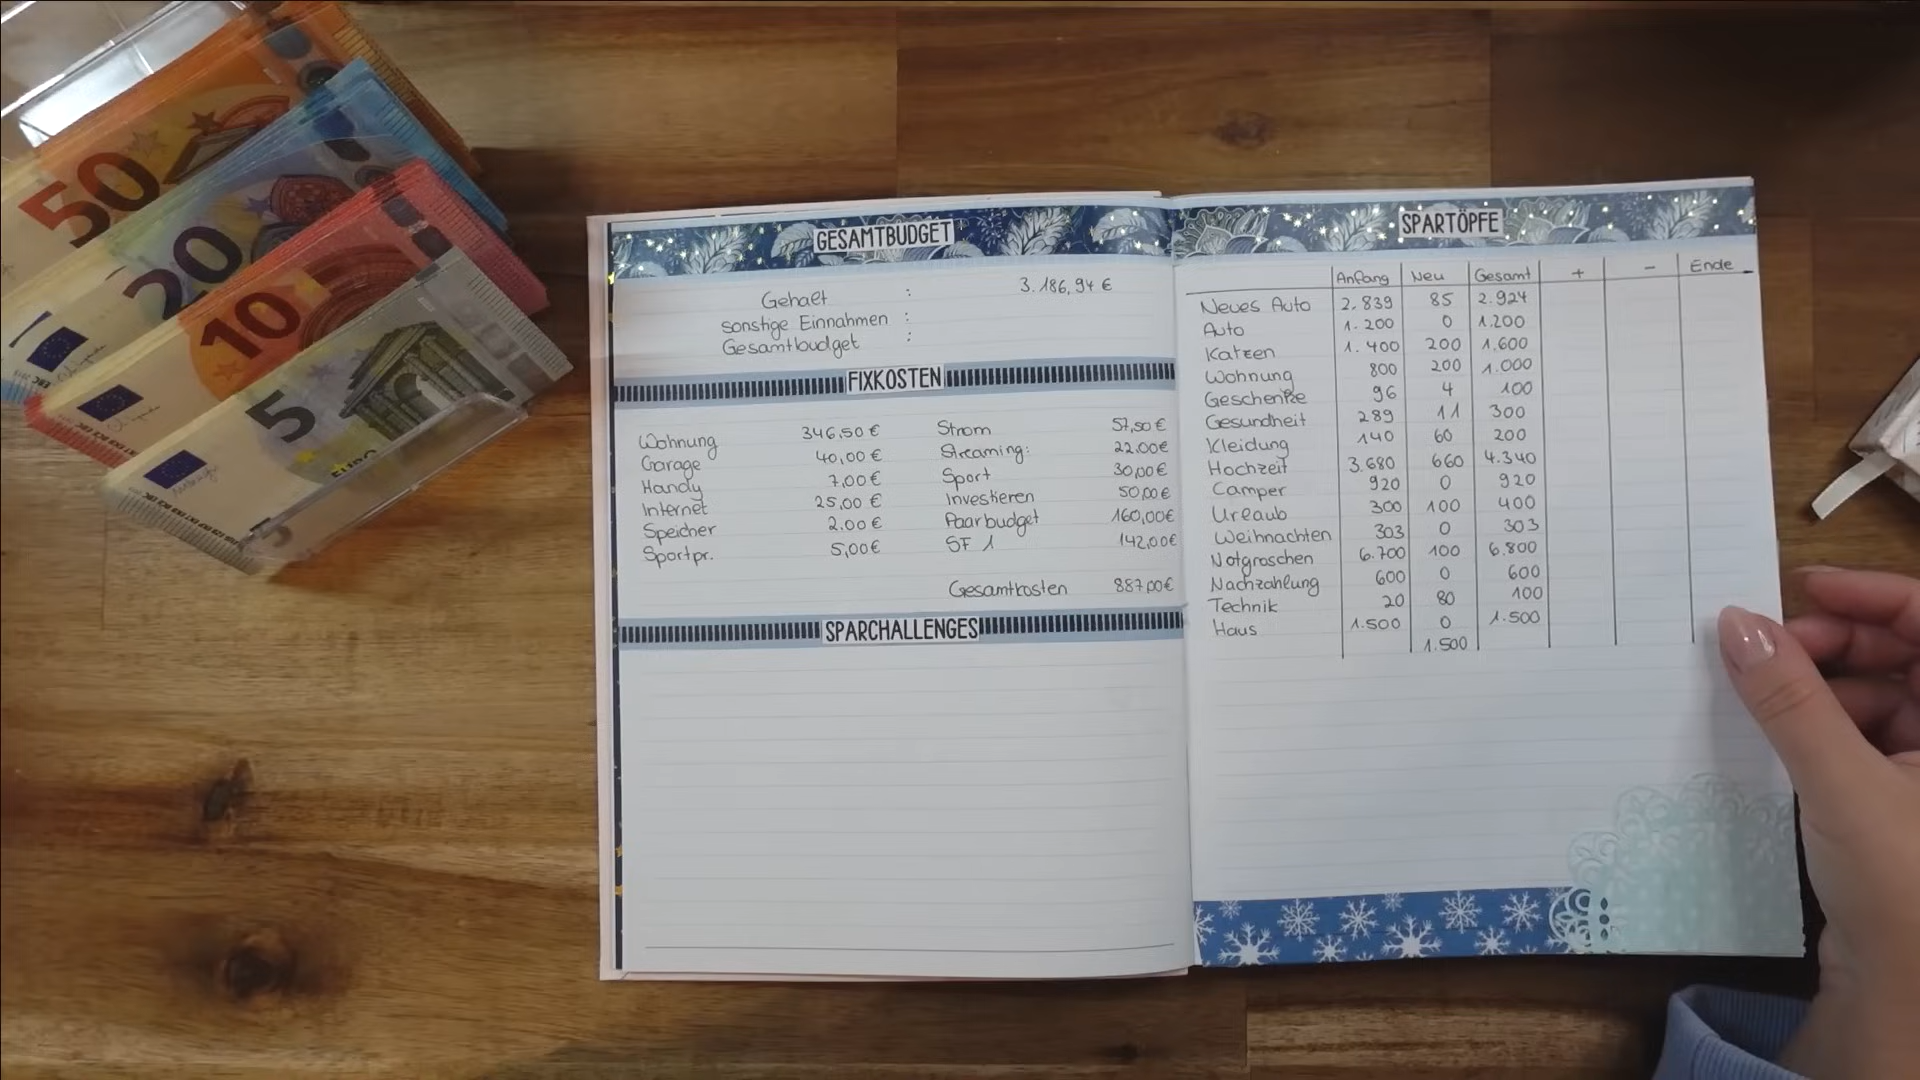 50
20
10
5
EURO
GESAMTBUDGET
Gehalt : 3.186,94 €
sonstige Einnahmen :
Gesamtbudget :
FIXKOSTEN
Wohnung 346,50 € Strom 57,50 €
Garage 40,00 € Streaming: 22.00€
Handy 7,00 € Sport 30,00€
Internet 25,00 € Investieren 50,00€
Speicher 2.00 € Paarbudget 160,00€
Sportpr. 5,00€ SF 1 142,00€
Gesamtkosten 887,00€
SPARCHALLENGES
SPARTÖPFE
Anfang Neu Gesamt + - Ende
Neues Auto 2.839 85 2.924
Auto 1.200 0 1.200
Katzen 1.400 200 1.600
Wohnung 800 200 1.000
Geschenke 96 4 100
Gesundheit 289 11 300
Kleidung 140 60 200
Hochzeit 3.680 660 4.340
Camper 920 0 920
Urlaub 300 100 400
Weihnachten 303 0 303
Notgroschen 6.700 100 6.800
Nachzahlung 600 0 600
Technik 20 80 100
Haus 1.500 0 1.500
1.500